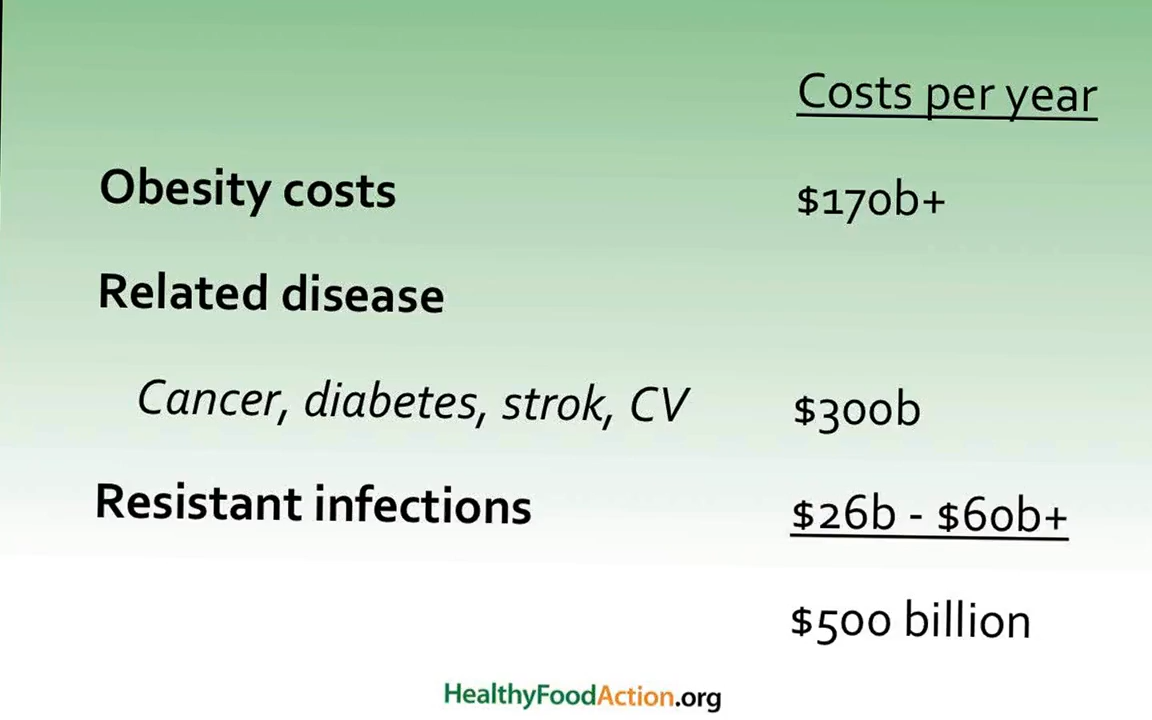 Costs per year
Obesity costs $170b+
Related disease
Cancer, diabetes, strok, CV $300b
Resistant infections $26b - $60b+
$500 billion
HealthyFoodAction.org